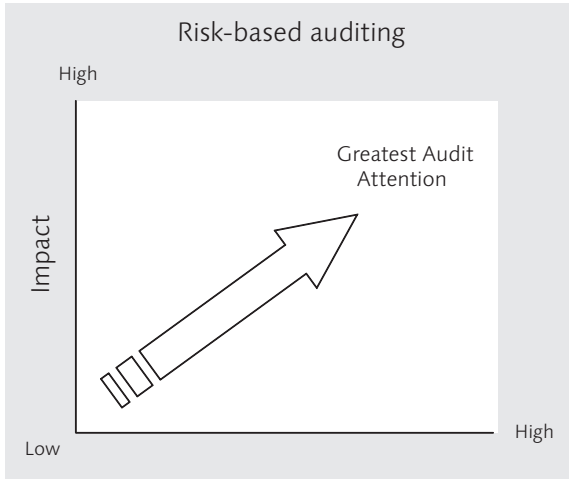 Risk-based auditing
High
Greatest Audit
Attention
Impact
Low
High